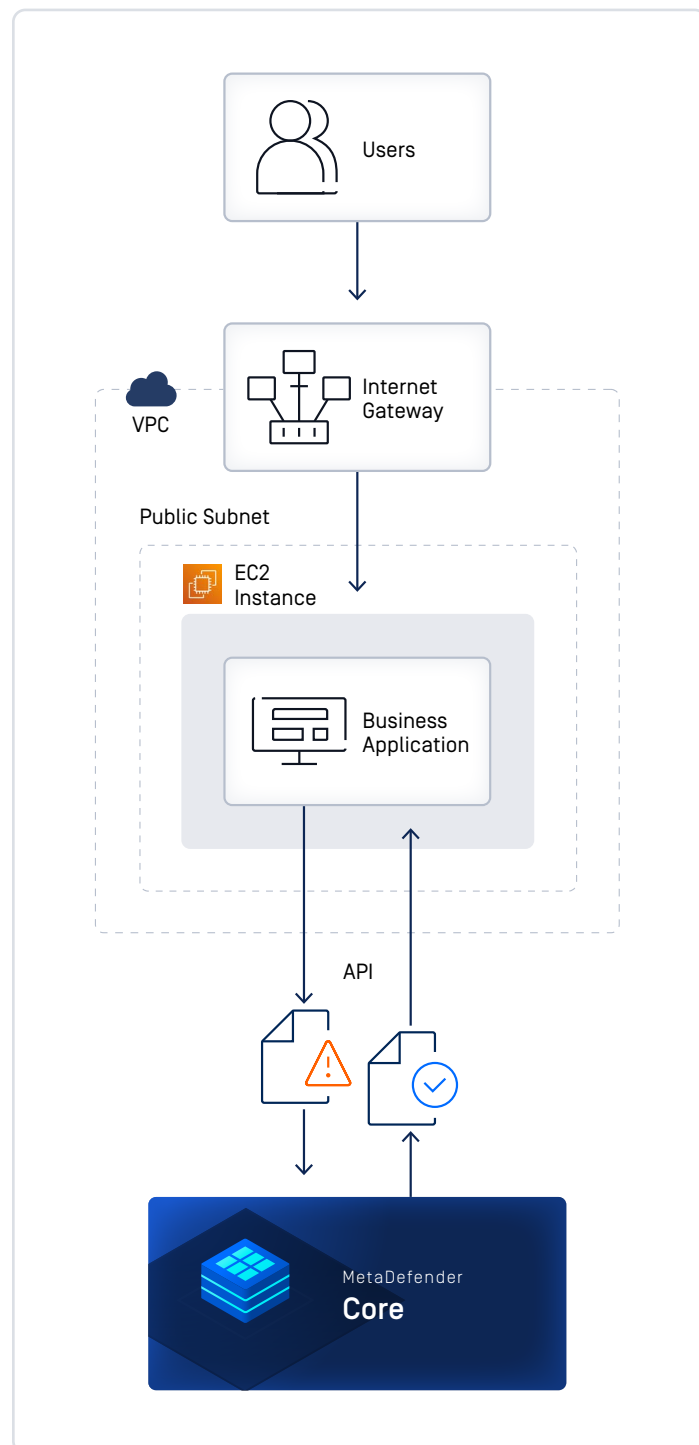 Users
Internet
Gateway
VPC
Public Subnet
EC2
Instance
Business
Application
API
MetaDefender
Core